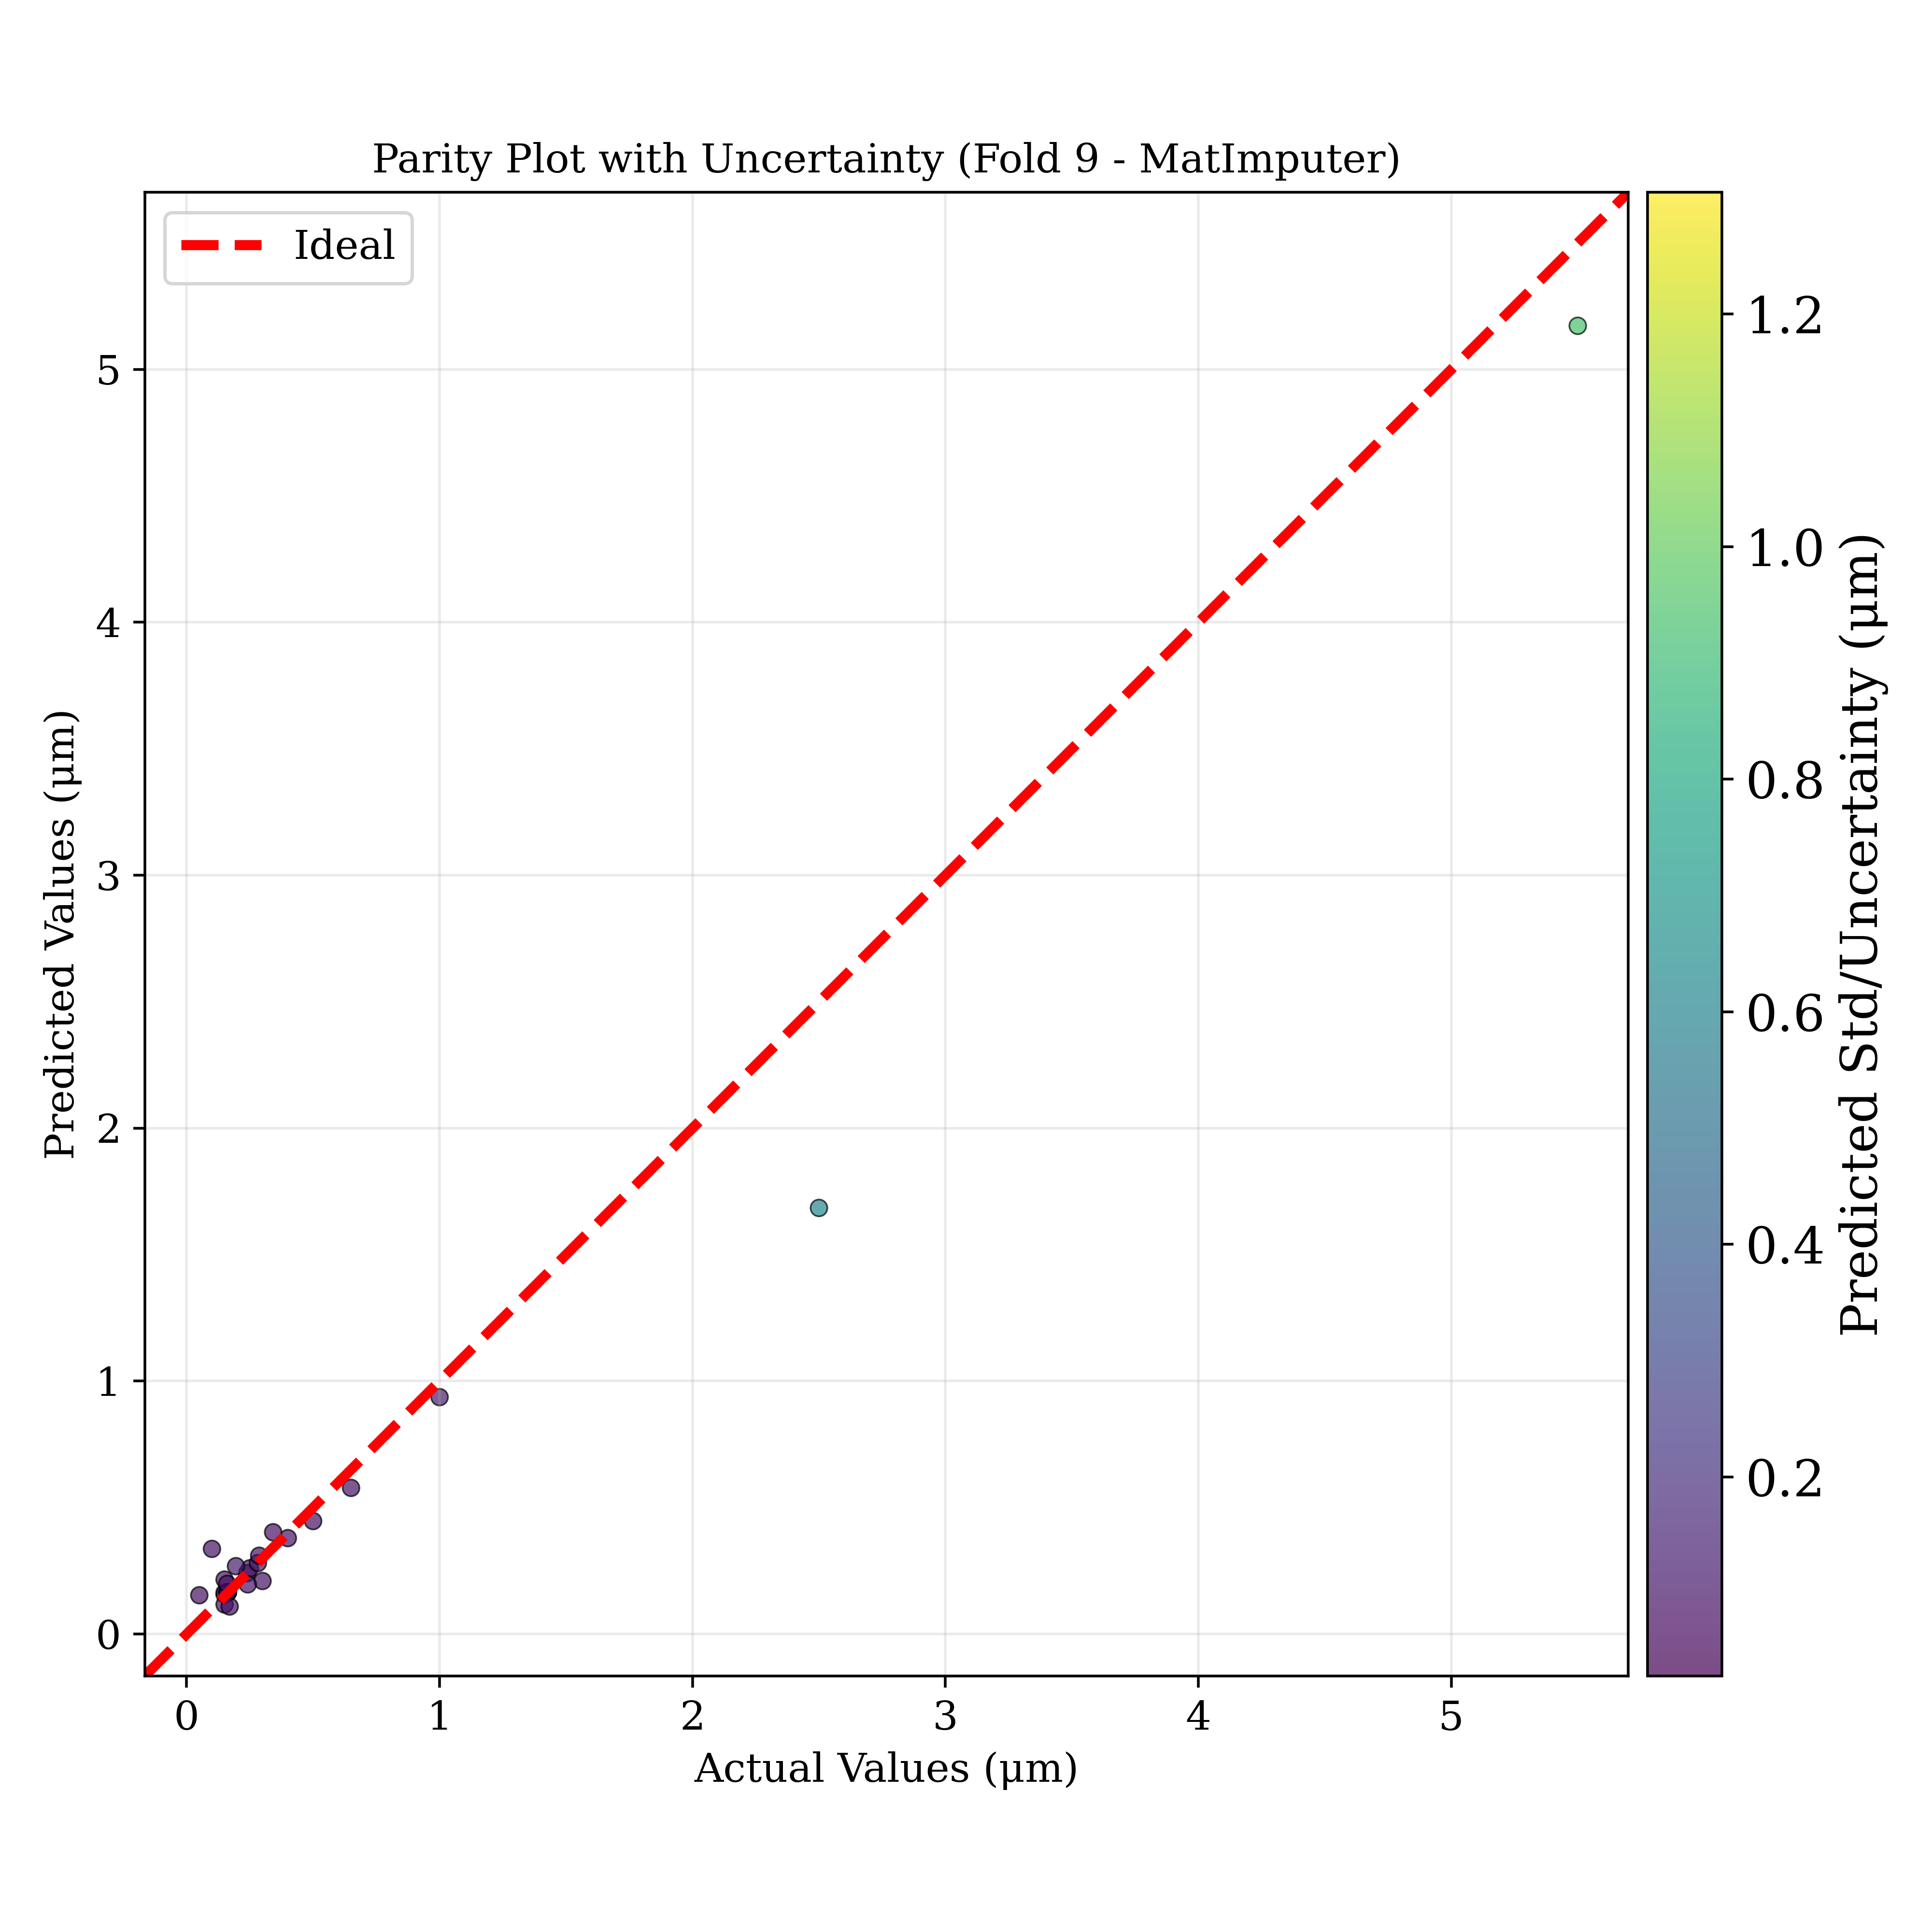 Parity Plot with Uncertainty (Fold 9 - MatImputer)
Ideal
Predicted Values (μm)
5
4
3
2
1
0
0 1 2 3 4 5
Actual Values (μm)
1.2
1.0
0.8
0.6
0.4
0.2
Predicted Std/Uncertainty (μm)